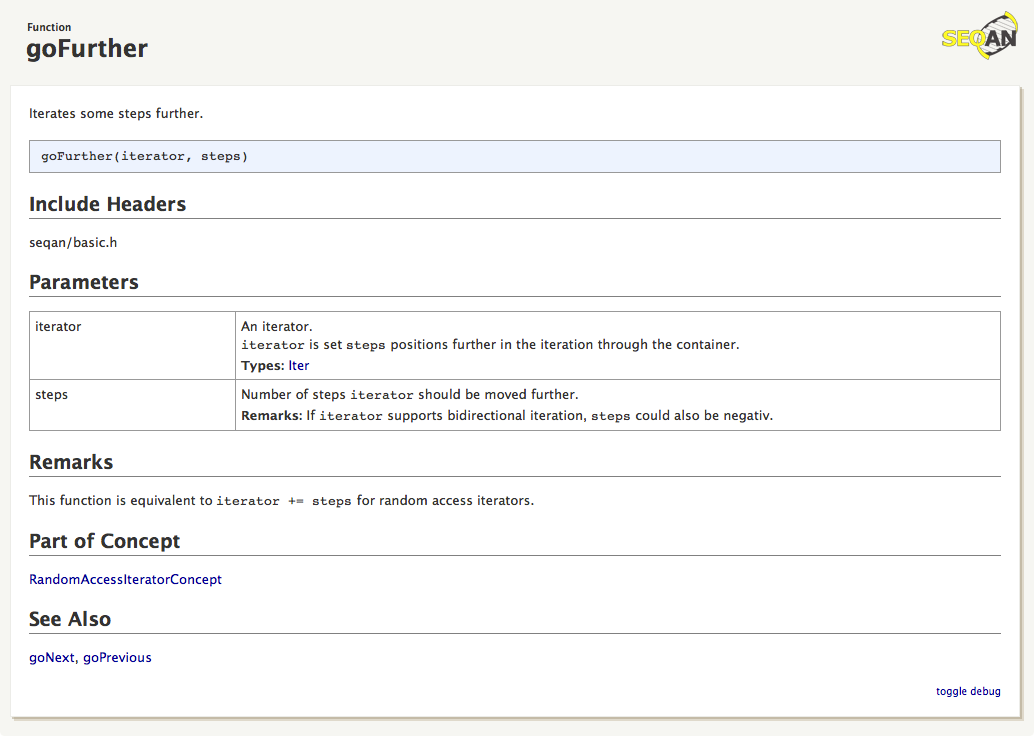 Function
goFurther
SEQAN
Iterates some steps further.
goFurther(iterator, steps)
Include Headers
seqan/basic.h
Parameters
iterator
An iterator.
iterator is set steps positions further in the iteration through the container.
Types: Iter
steps
Number of steps iterator should be moved further.
Remarks: If iterator supports bidirectional iteration, steps could also be negativ.
Remarks
This function is equivalent to iterator += steps for random access iterators.
Part of Concept
RandomAccessIteratorConcept
See Also
goNext, goPrevious
toggle debug